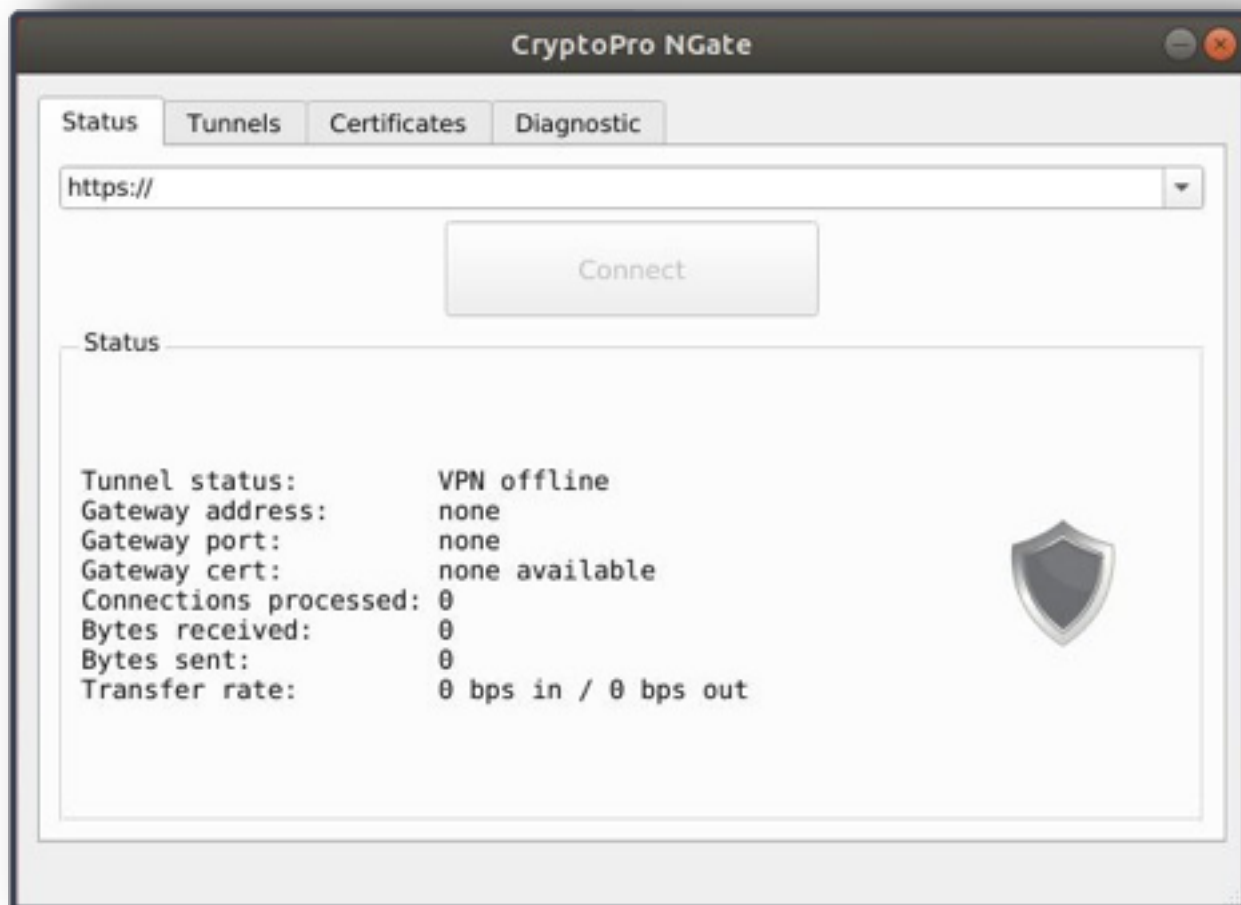 CryptoPro NGate
Status Tunnels Certificates Diagnostic
https://
Connect
Status
Tunnel status: VPN offline
Gateway address: none
Gateway port: none
Gateway cert: none available
Connections processed: 0
Bytes received: 0
Bytes sent: 0
Transfer rate: 0 bps in / 0 bps out